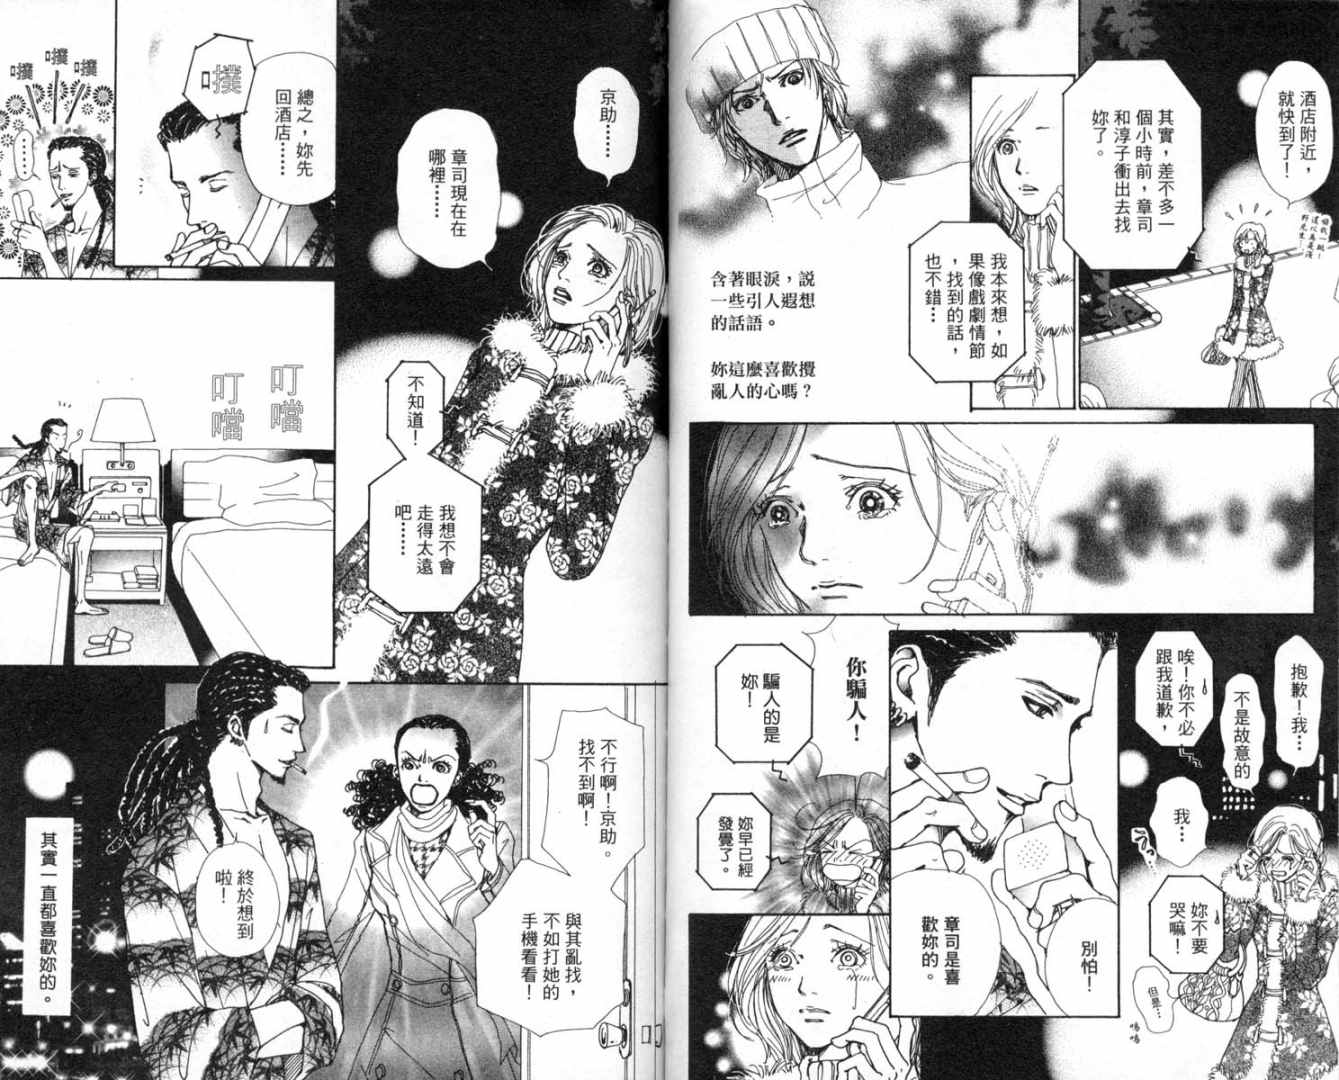 酒店附近，
就快到了！
其實，差不多一
個小時前，章司
和淳子衝出去找
妳了。
我本來想，如
果像戲劇情節
，找到的話，
也不錯…
含著眼淚，說
一些引人遐想
的話語。
妳這麼喜歡攪
亂人的心嗎？
抱歉！我…
不是故意的
唉！你不必
跟我道歉，
我…
妳不要
哭嘛！
但是…
嗚
嗚
別怕！
章司是喜
歡妳的。
你騙人！
騙人的是
妳！
妳早已經
發覺了。
京助……
章司現在在
哪裡……
不知道！
我想不會
走得太遠
吧……
噗
總之，妳先
回酒店……
噗
噗
噗
……
叮
噹
叮
噹
不行啊！京助。
找不到啊！
與其亂找，
不如打她的
手機看看！
終於想到
啦！
其實一直都喜歡妳的。